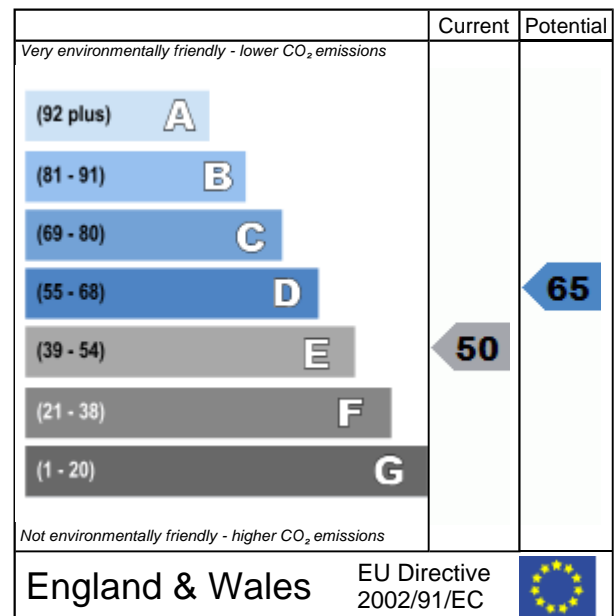 Current Potential
Very environmentally friendly - lower CO₂ emissions
(92 plus) A
(81 - 91) B
(69 - 80) C
(55 - 68) D
65
(39 - 54) E
50
(21 - 38) F
(1 - 20) G
Not environmentally friendly - higher CO₂ emissions
England & Wales
EU Directive
2002/91/EC